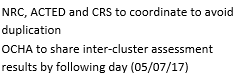 NRC, ACTED and CRS to coordinate to avoid
duplication
OCHA to share inter-cluster assessment
results by following day (05/07/17)